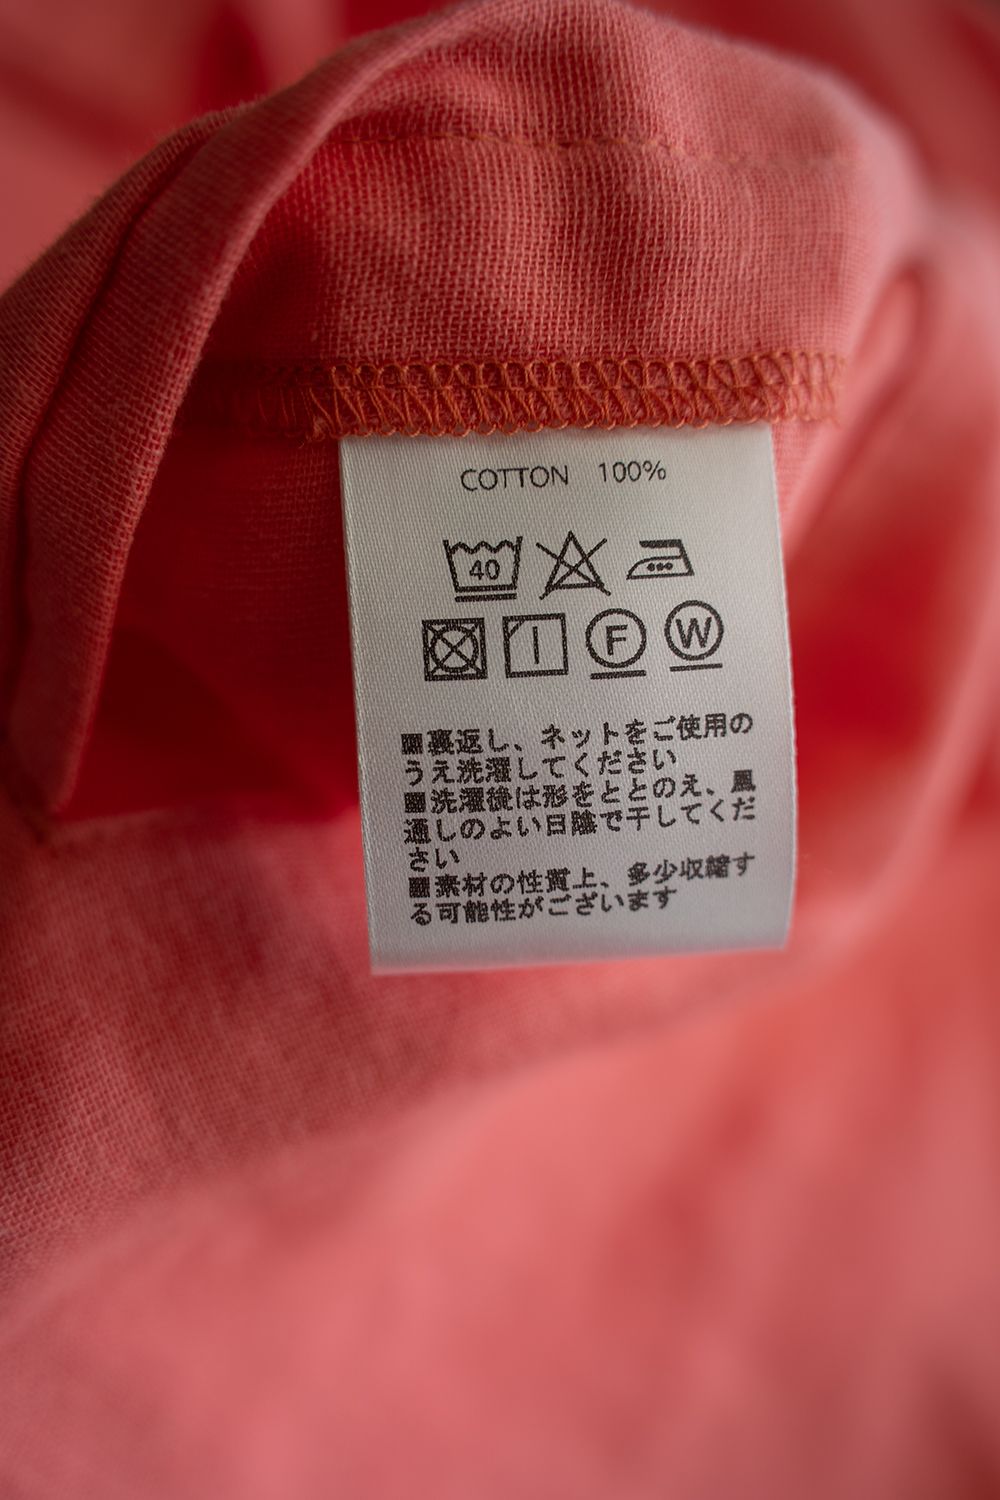 COTTON 100%
40
F W
■裏返し、ネットをご使用の
うえ洗濯してください
■洗濯後は形をととのえ、風
通しのよい日陰で干してくだ
さい
■素材の性質上、多少収縮す
る可能性がございます